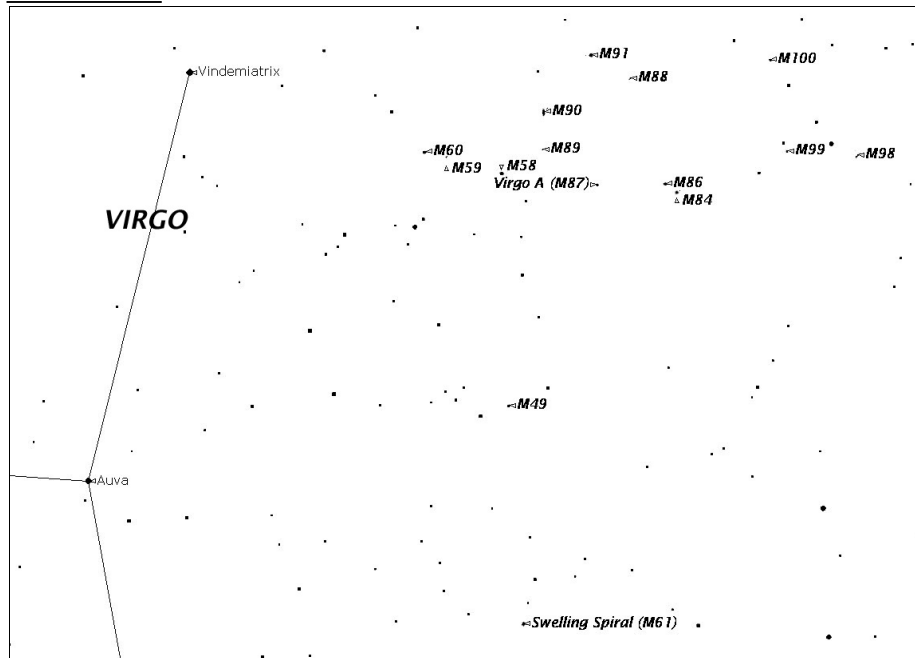 M91
M100
Vindemiatrix
M88
M90
M60
M89
M99
M98
M59
M58
Virgo A (M87)
M86
M84
VIRGO
M49
Auva
Swelling Spiral (M61)